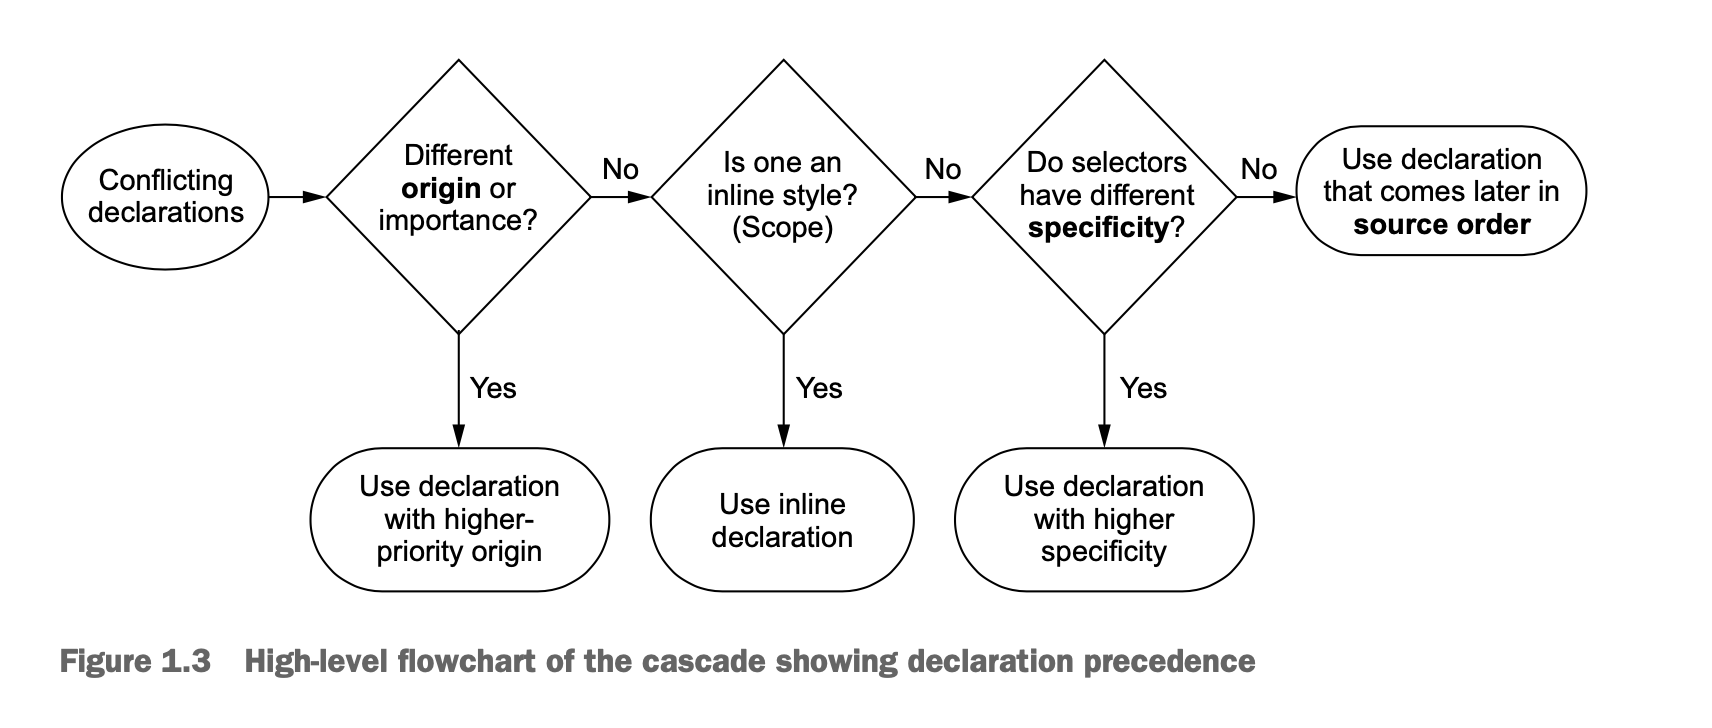 Conflicting
declarations
Different
origin or
importance?
No
Is one an
inline style?
(Scope)
No
Do selectors
have different
specificity?
No
Use declaration
that comes later in
source order
Yes
Yes
Yes
Use declaration
with higher-
priority origin
Use inline
declaration
Use declaration
with higher
specificity
Figure 1.3 High-level flowchart of the cascade showing declaration precedence